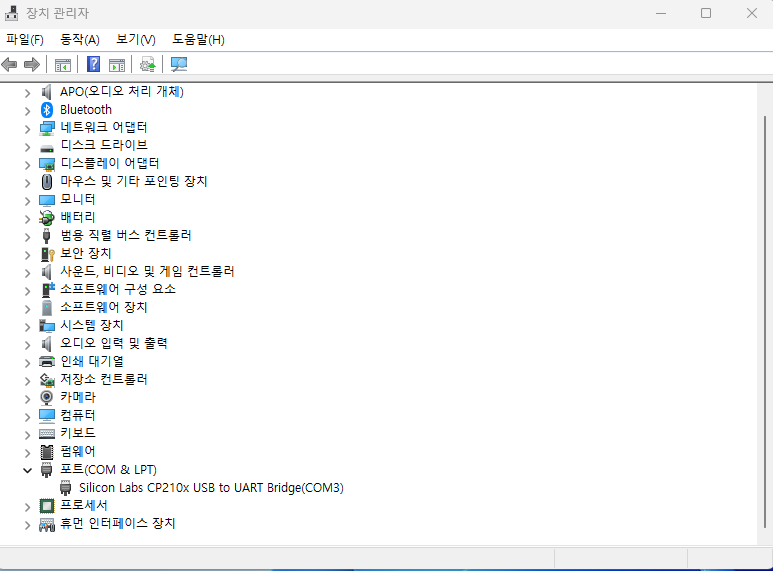 장치 관리자
파일(F) 동작(A) 보기(V) 도움말(H)
APO(오디오 처리 개체)
Bluetooth
네트워크 어댑터
디스크 드라이브
디스플레이 어댑터
마우스 및 기타 포인팅 장치
모니터
배터리
범용 직렬 버스 컨트롤러
보안 장치
사운드, 비디오 및 게임 컨트롤러
소프트웨어 구성 요소
소프트웨어 장치
시스템 장치
오디오 입력 및 출력
인쇄 대기열
저장소 컨트롤러
카메라
컴퓨터
키보드
펌웨어
포트(COM & LPT)
Silicon Labs CP210x USB to UART Bridge(COM3)
프로세서
휴먼 인터페이스 장치